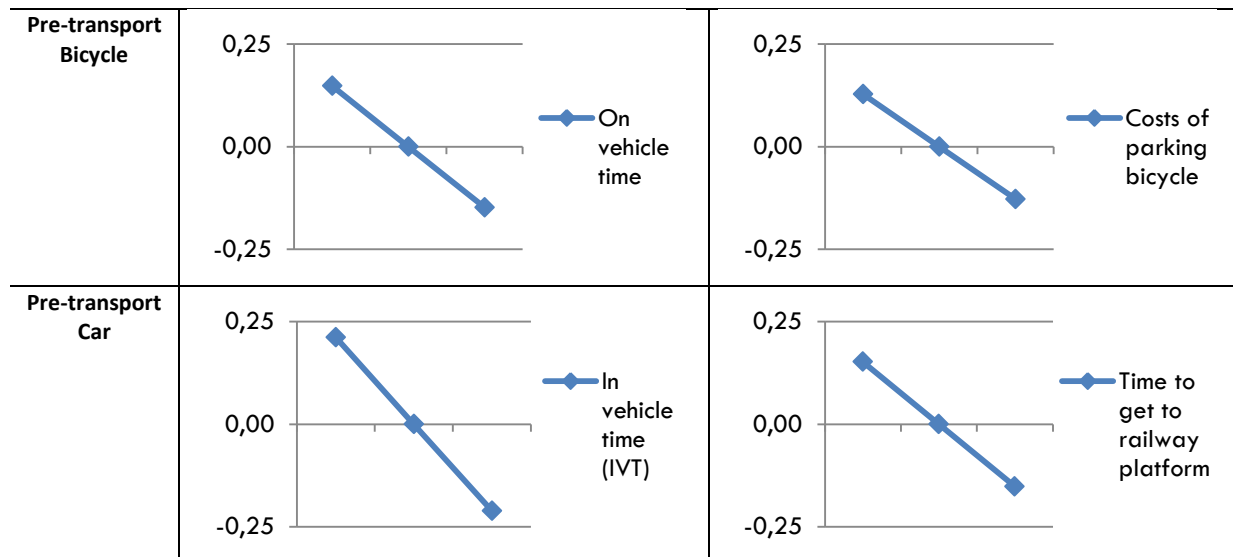 Pre-transport
Bicycle
0,25
0,00
-0,25
On
vehicle
time
0,25
0,00
-0,25
Costs of
parking
bicycle
Pre-transport
Car
0,25
0,00
-0,25
In
vehicle
time
(IVT)
0,25
0,00
-0,25
Time to
get to
railway
platform